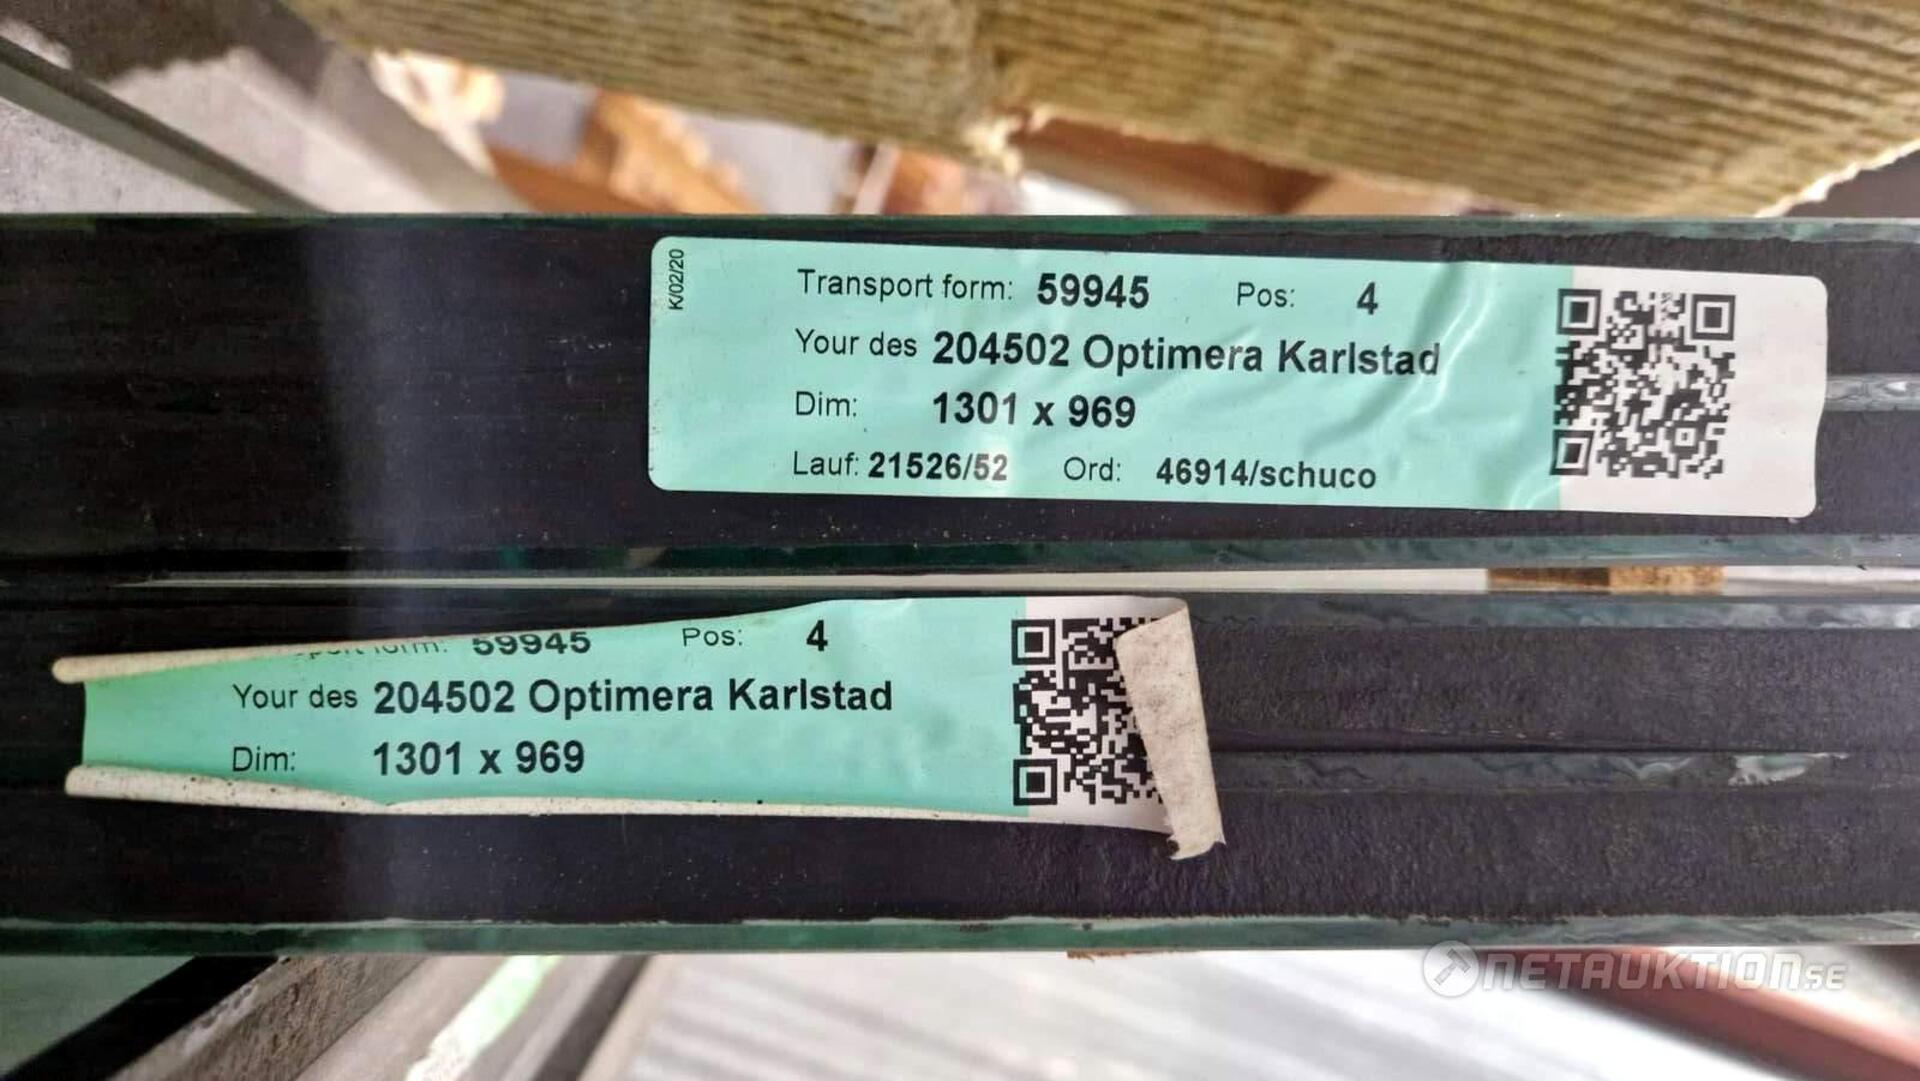 K/02/20
Transport form: 59945 Pos: 4
Your des 204502 Optimera Karlstad
Dim: 1301 x 969
Lauf: 21526/52 Ord: 46914/schuco
form: 59945 Pos: 4
Your des 204502 Optimera Karlstad
Dim: 1301 x 969
NETAUKTION.SE